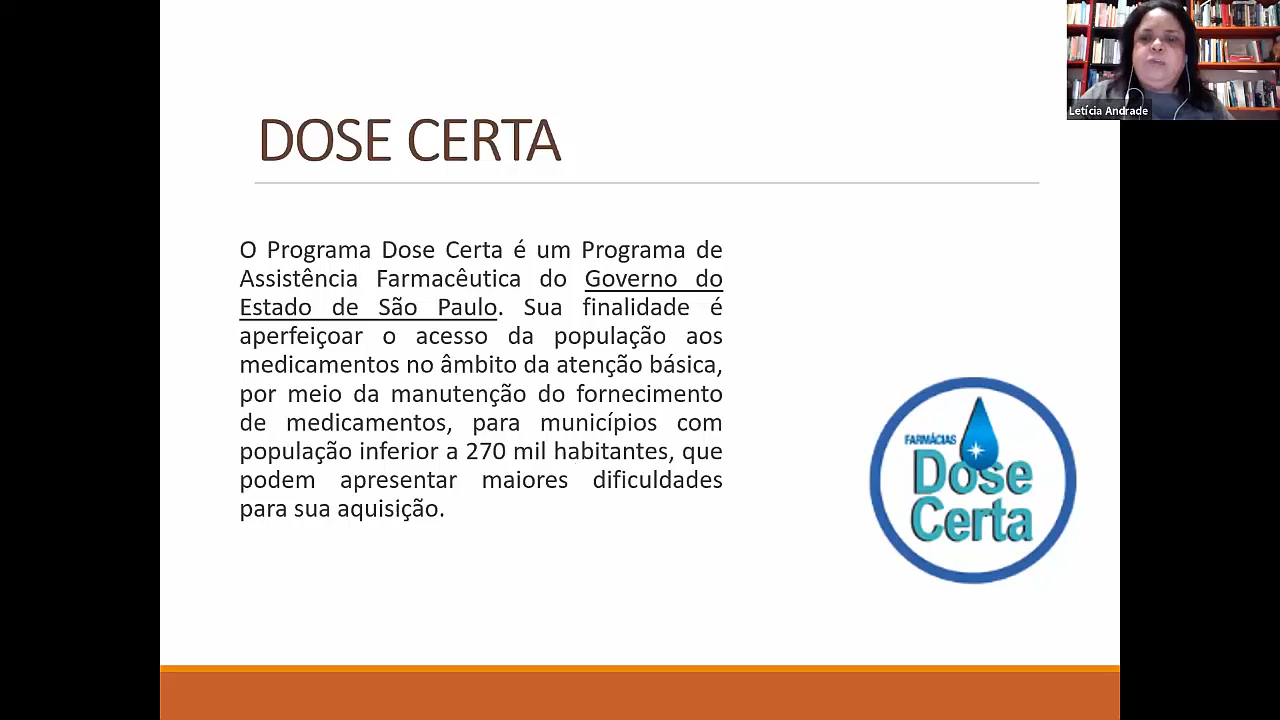 Letícia Andrade
DOSE CERTA
O Programa Dose Certa é um Programa de
Assistência Farmacêutica do Governo do
Estado de São Paulo. Sua finalidade é
aperfeiçoar o acesso da população aos
medicamentos no âmbito da atenção básica,
por meio da manutenção do fornecimento
de medicamentos, para municípios com
população inferior a 270 mil habitantes, que
podem apresentar maiores dificuldades
para sua aquisição.
FARMÁCIAS
Dose
Certa